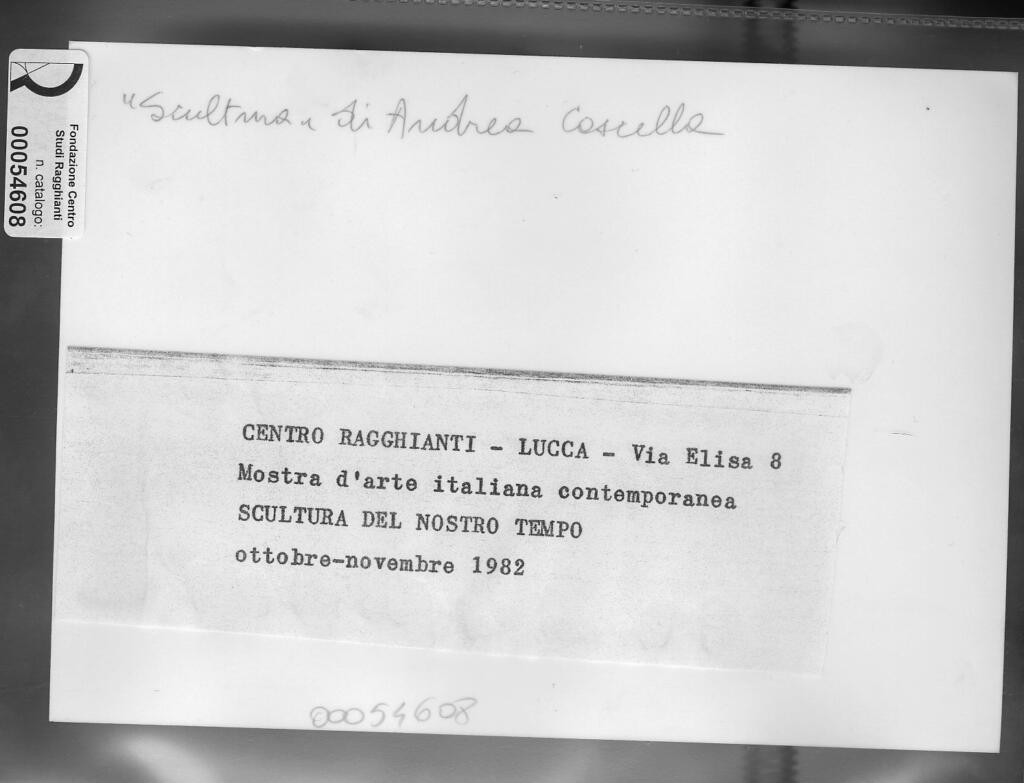 "Scultura" di Andrea Cascella
Fondazione Centro
Studi Ragghianti
n. catalogo:
00054608
CENTRO RAGGHIANTI - LUCCA - Via Elisa 8
Mostra d'arte italiana contemporanea
SCULTURA DEL NOSTRO TEMPO
ottobre-novembre 1982
00054608